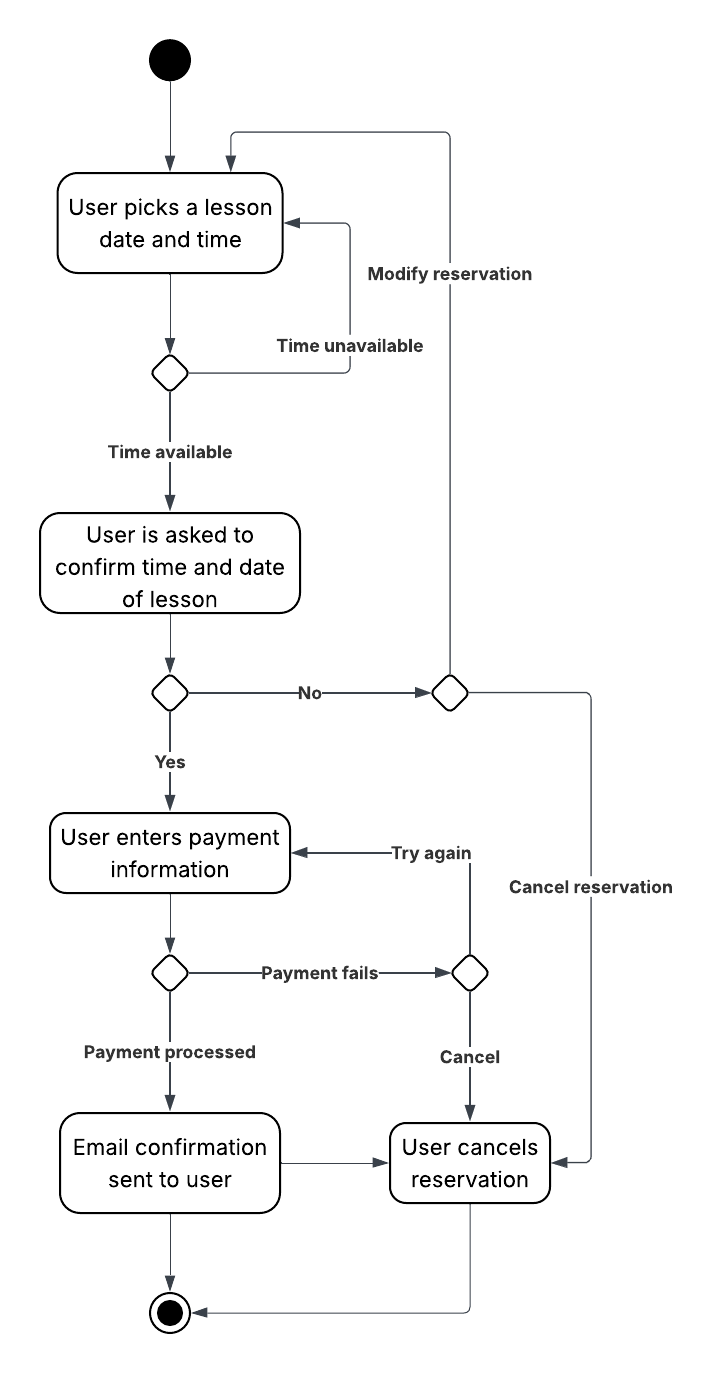 User picks a lesson
date and time
Modify reservation
Time unavailable
Time available
User is asked to
confirm time and date
of lesson
No
Yes
User enters payment
information
Try again
Cancel reservation
Payment fails
Payment processed
Cancel
Email confirmation
sent to user
User cancels
reservation